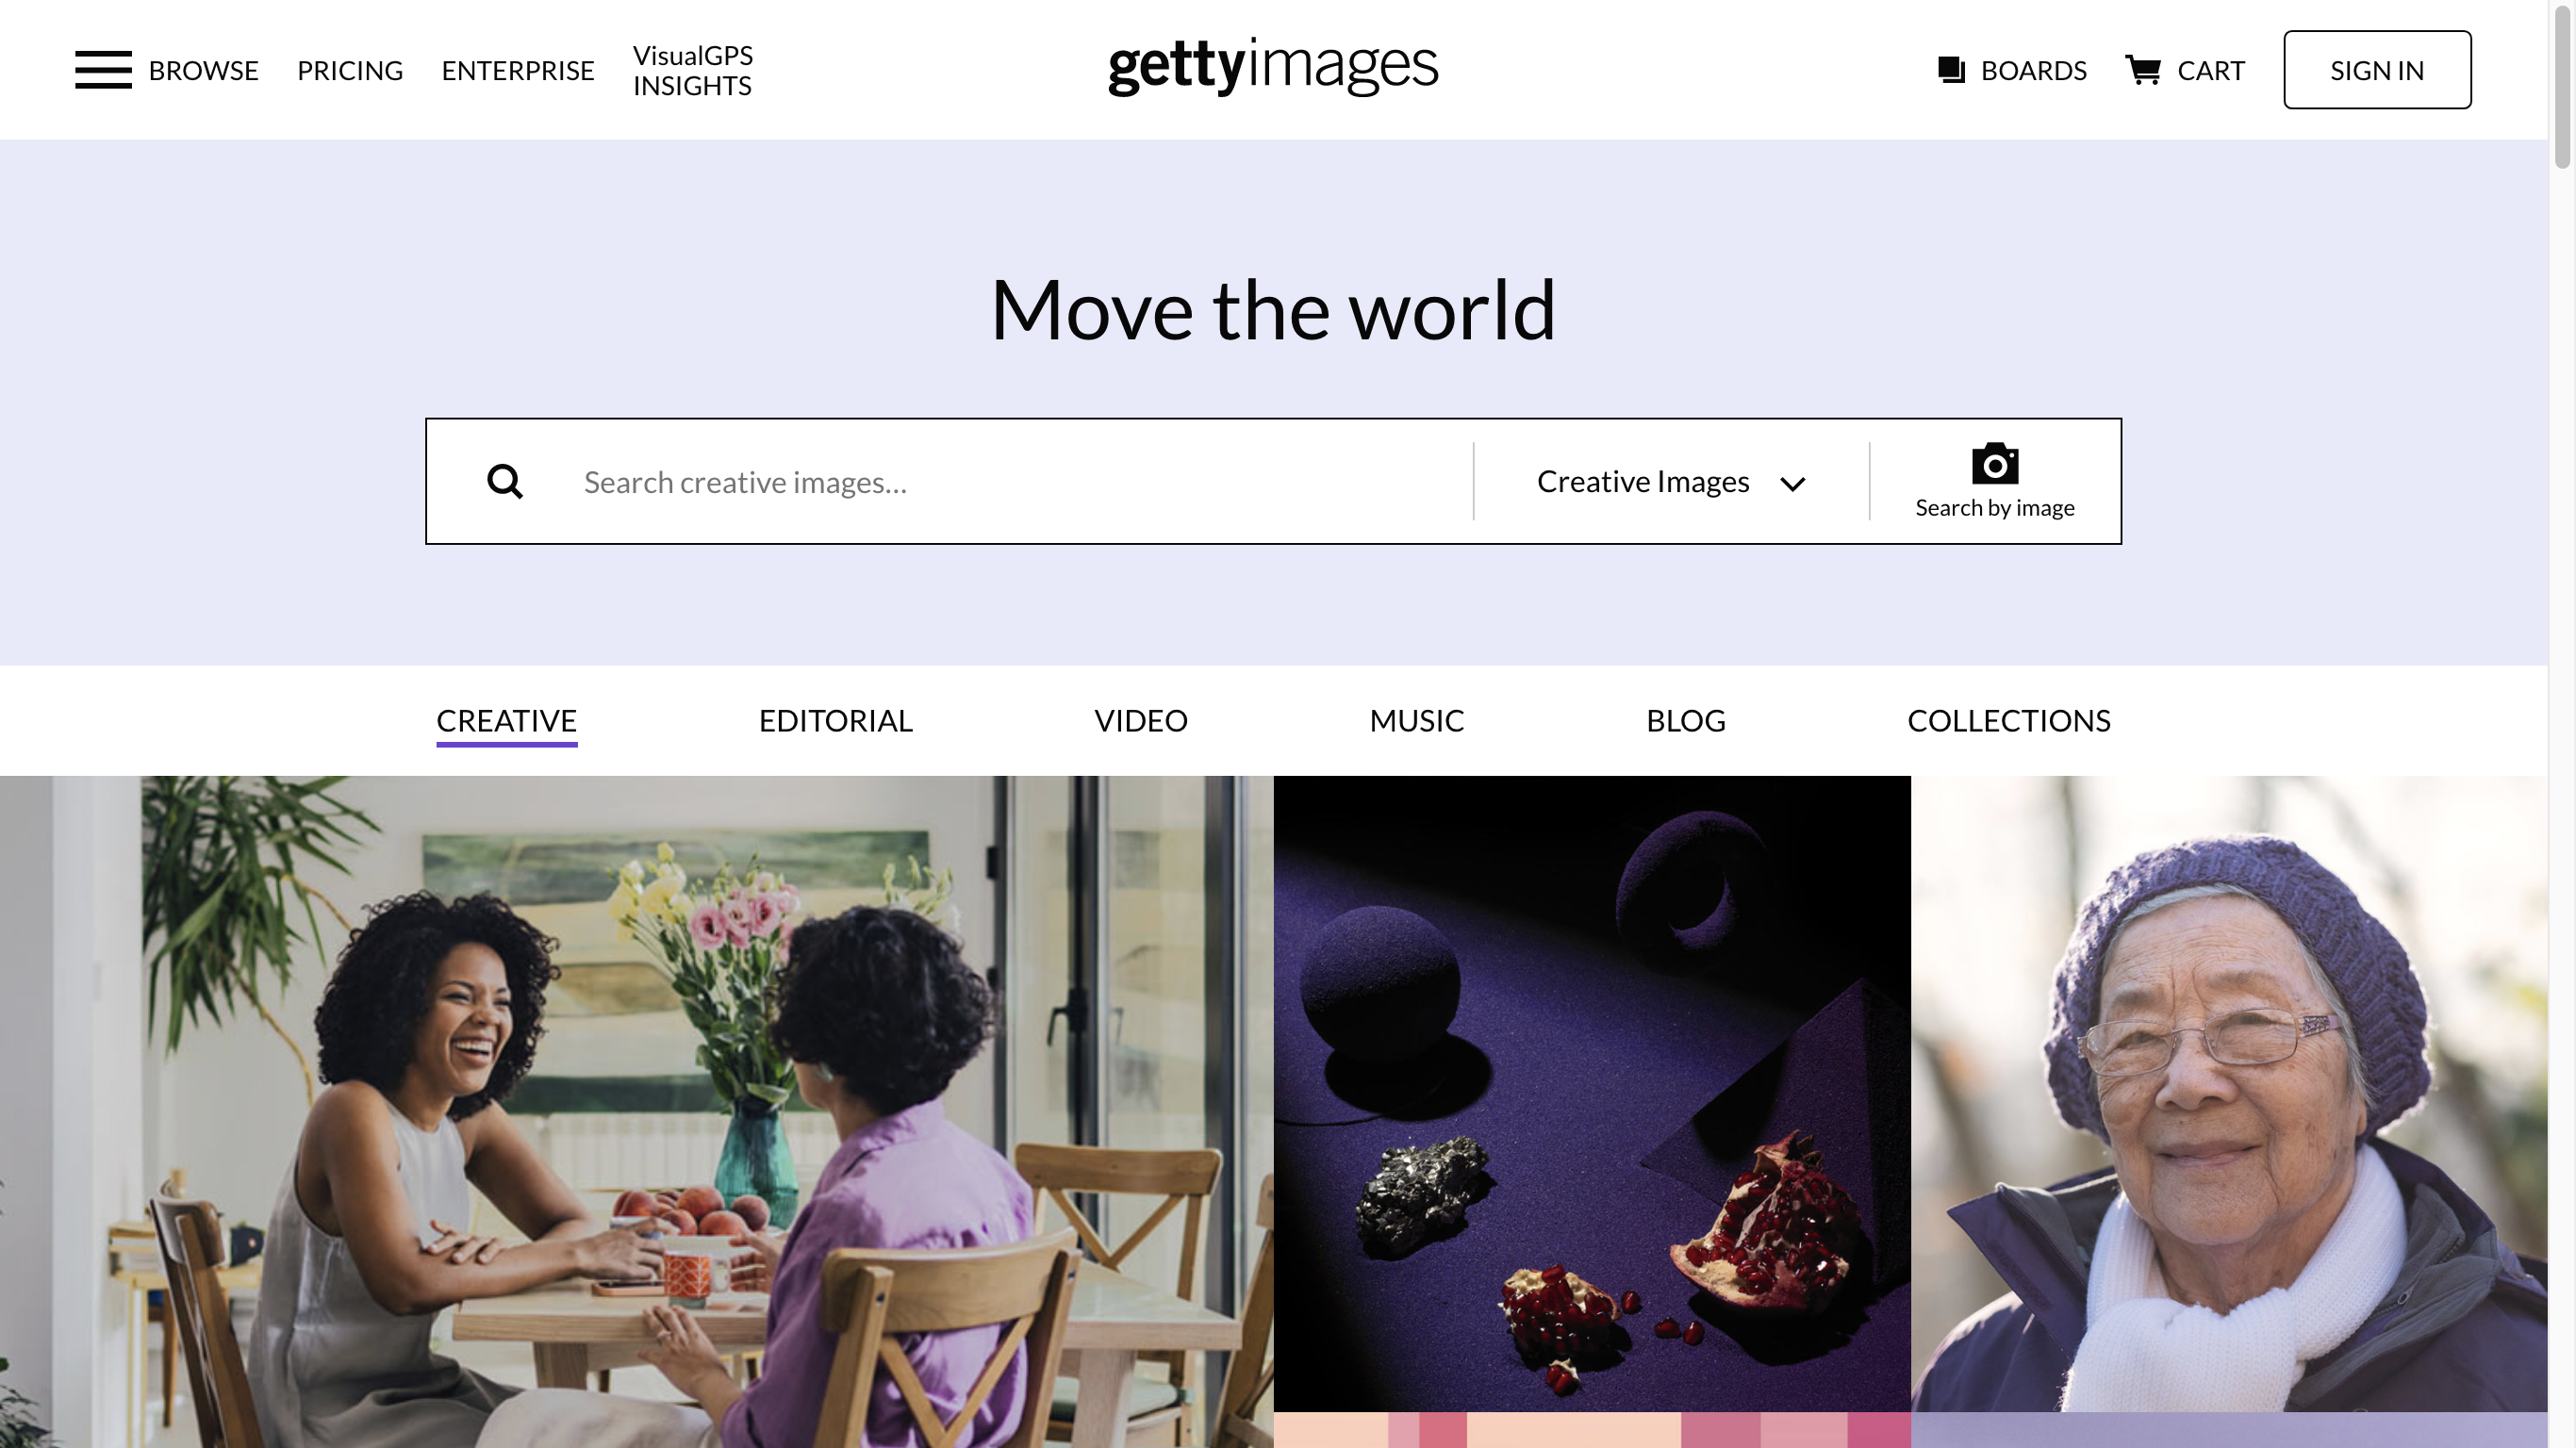 BROWSE PRICING ENTERPRISE VisualGPS INSIGHTS gettyimages BOARDS CART SIGN IN
Move the world
Search creative images... Creative Images Search by image
CREATIVE EDITORIAL VIDEO MUSIC BLOG COLLECTIONS